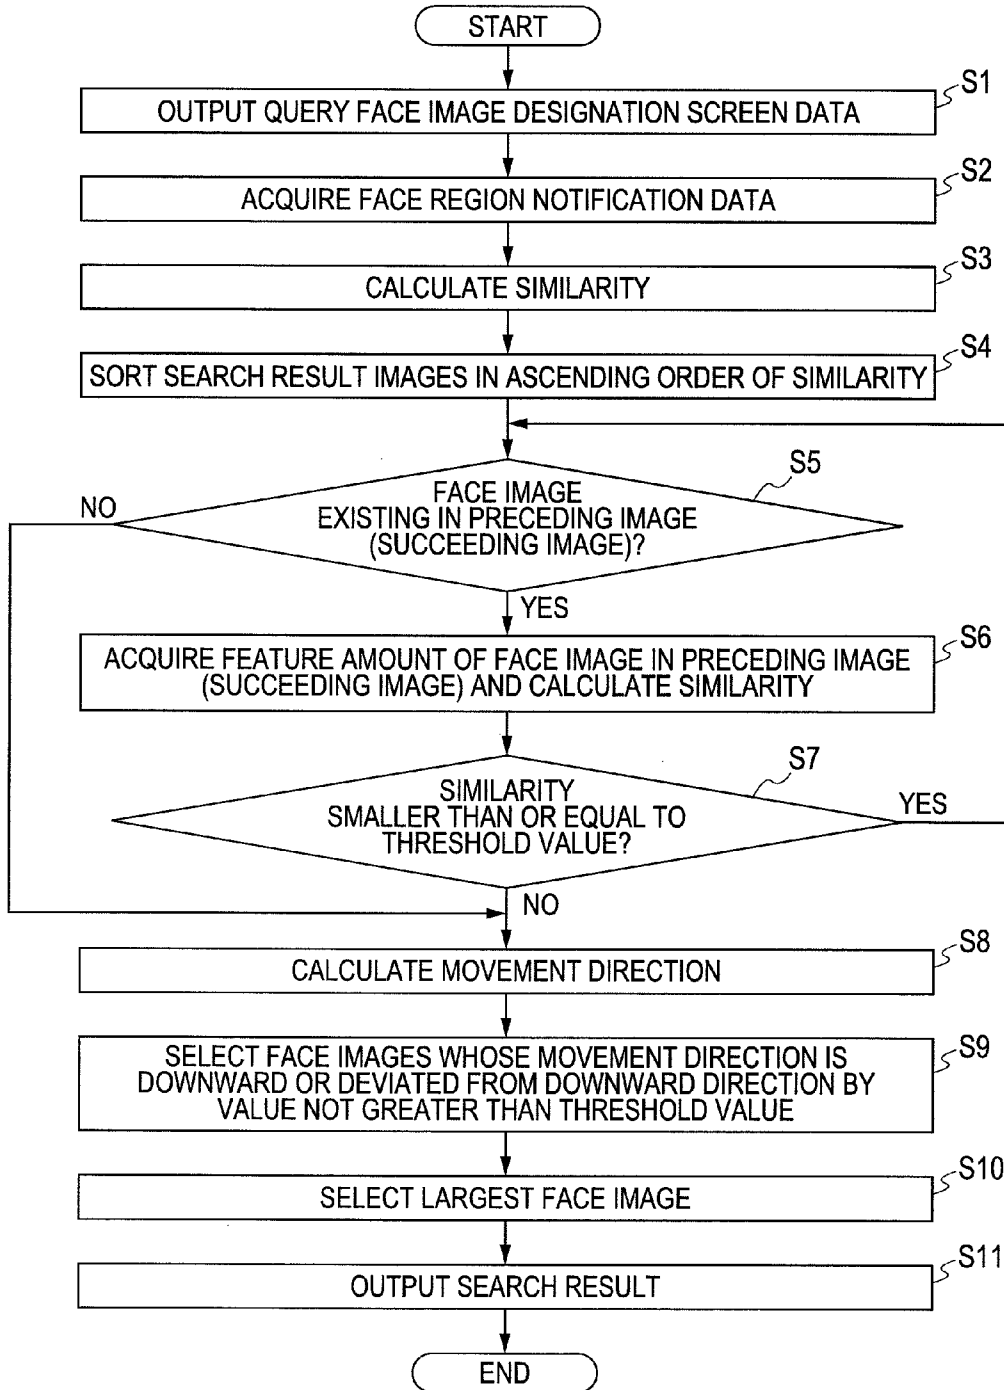 START
S1
OUTPUT QUERY FACE IMAGE DESIGNATION SCREEN DATA
S2
ACQUIRE FACE REGION NOTIFICATION DATA
S3
CALCULATE SIMILARITY
S4
SORT SEARCH RESULT IMAGES IN ASCENDING ORDER OF SIMILARITY
S5
NO
FACE IMAGE
EXISTING IN PRECEDING IMAGE
(SUCCEEDING IMAGE)?
YES
S6
ACQUIRE FEATURE AMOUNT OF FACE IMAGE IN PRECEDING IMAGE
(SUCCEEDING IMAGE) AND CALCULATE SIMILARITY
S7
SIMILARITY
SMALLER THAN OR EQUAL TO
THRESHOLD VALUE?
YES
NO
S8
CALCULATE MOVEMENT DIRECTION
S9
SELECT FACE IMAGES WHOSE MOVEMENT DIRECTION IS
DOWNWARD OR DEVIATED FROM DOWNWARD DIRECTION BY
VALUE NOT GREATER THAN THRESHOLD VALUE
S10
SELECT LARGEST FACE IMAGE
S11
OUTPUT SEARCH RESULT
END